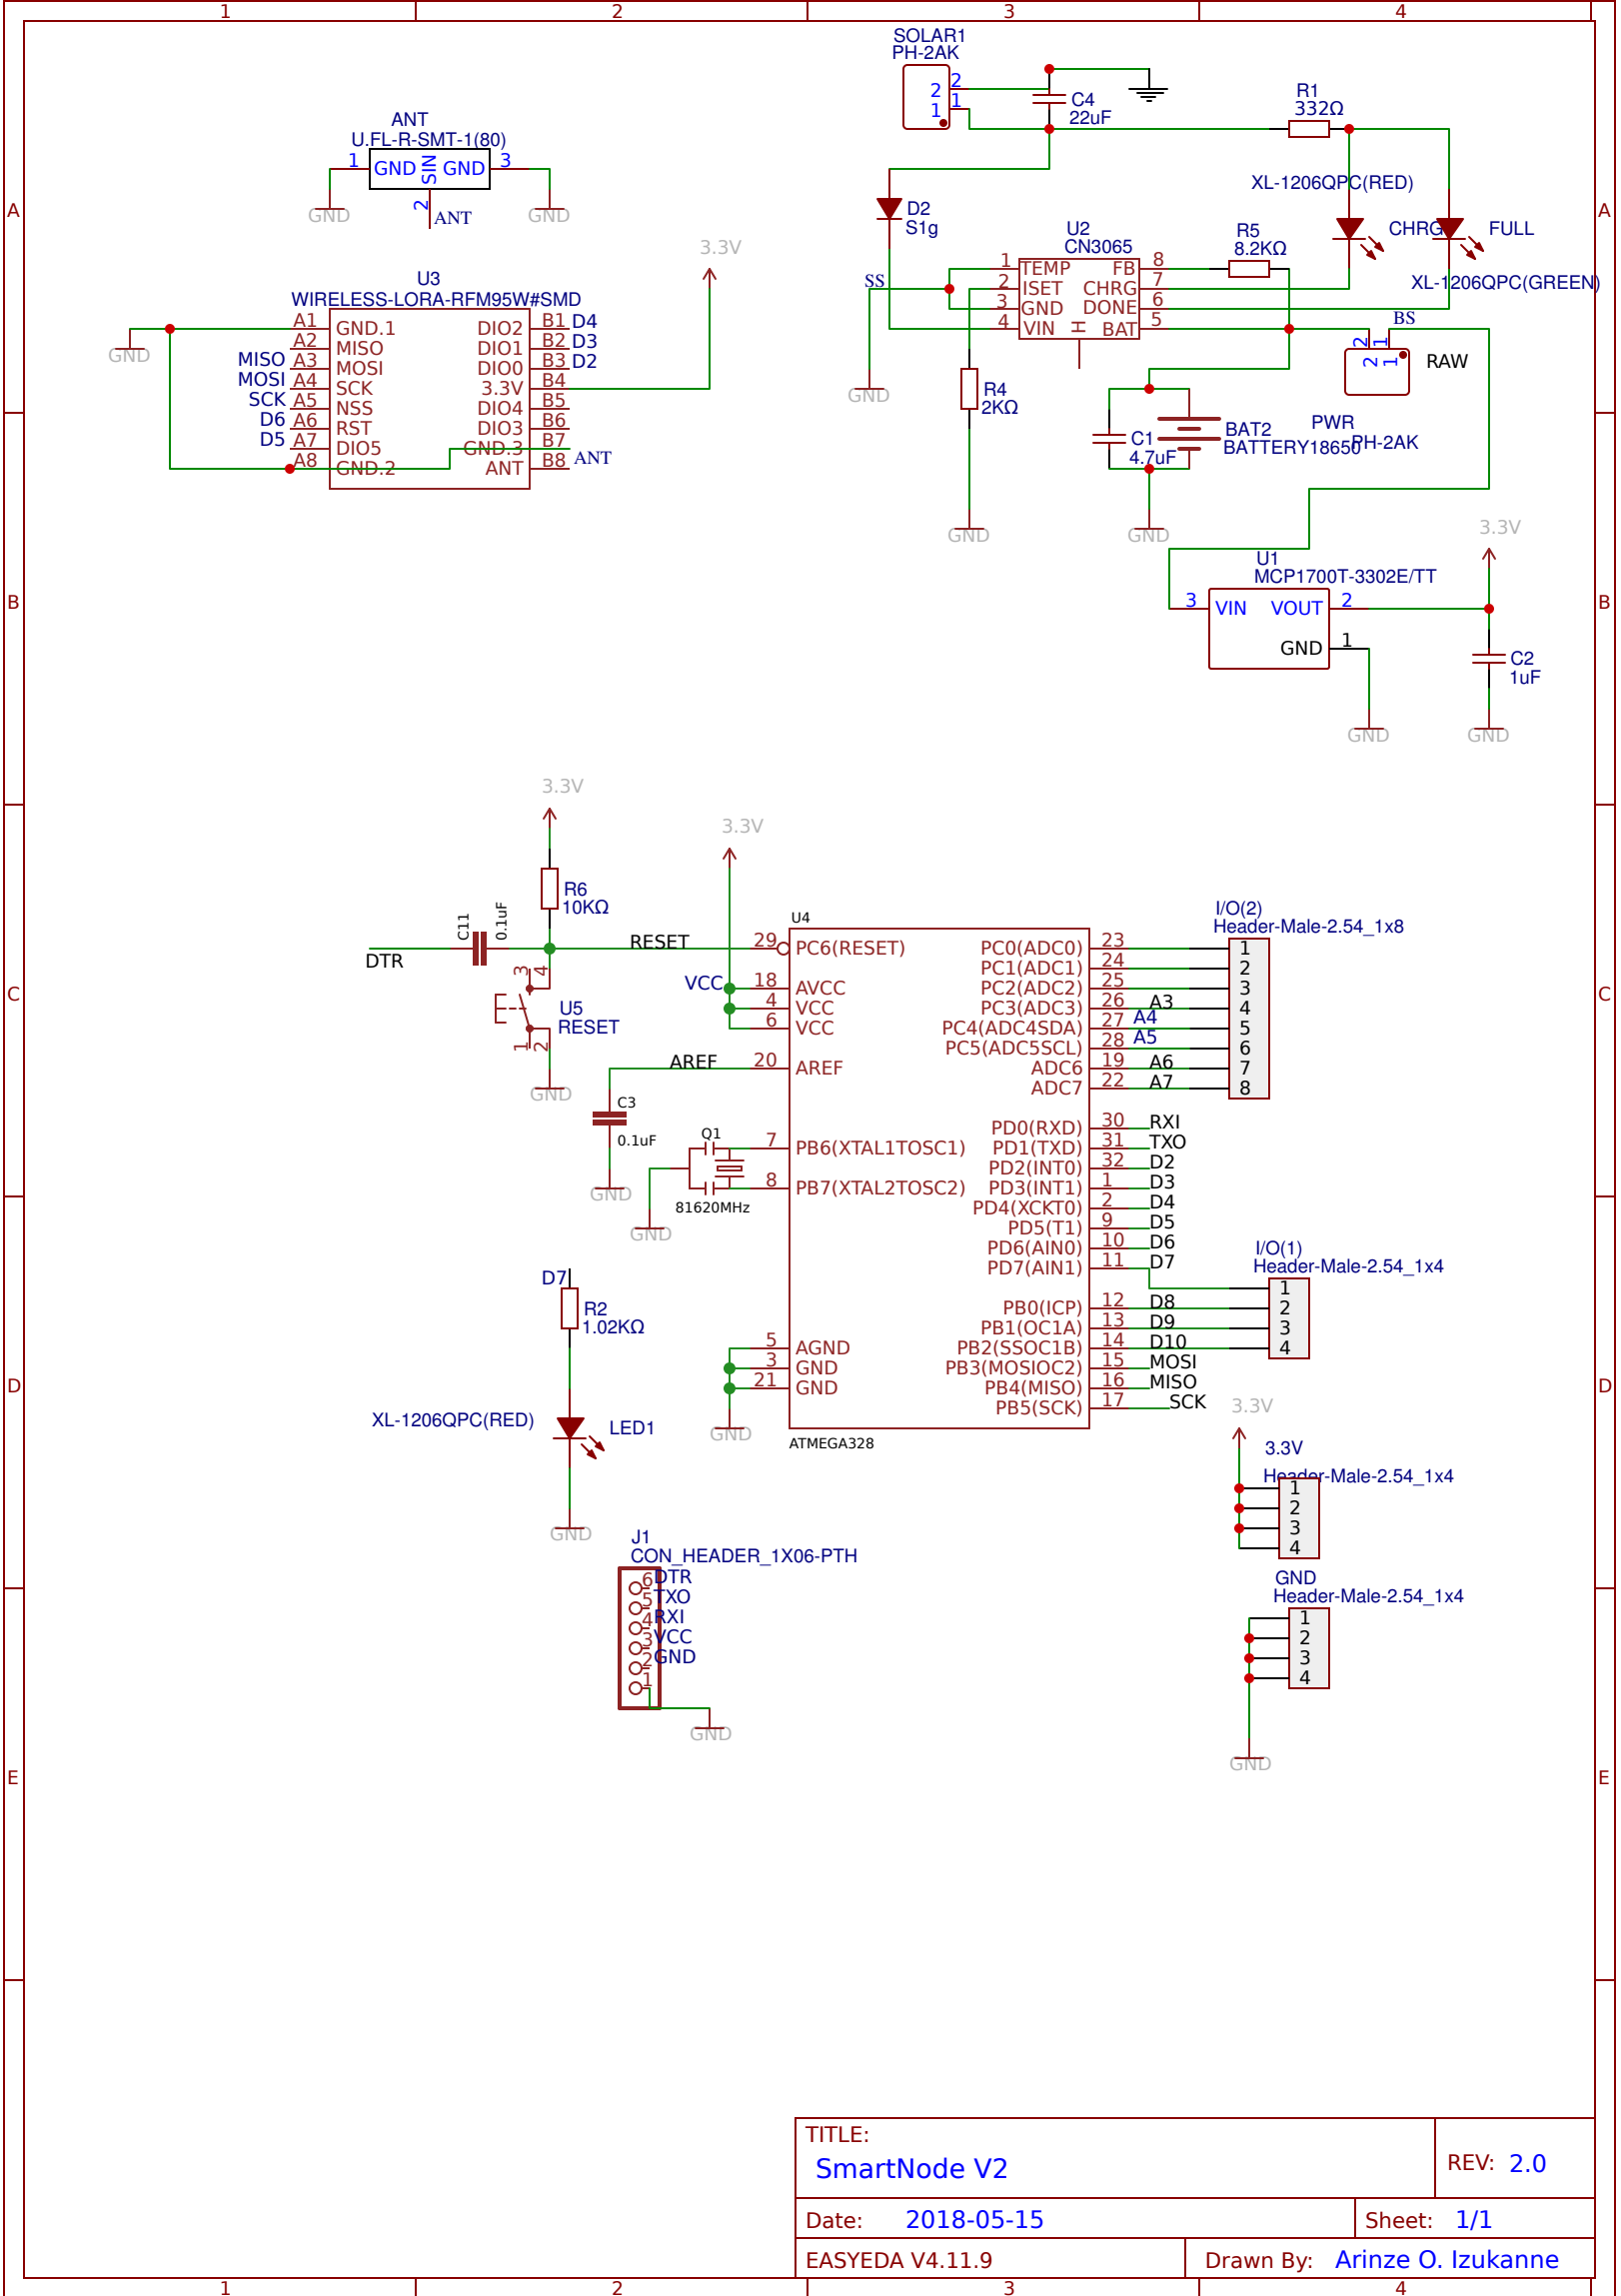 1 2 3 4
A
B
C
D
E
A
B
C
D
E
SOLAR1
PH-2AK
2 2
1 1
C4
22uF
R1
332Ω
XL-1206QPC(RED)
CHRG
FULL
XL-1206QPC(GREEN)
D2
S1g
U2
CN3065
1 TEMP FB 8
2 ISET CHRG 7
3 GND DONE 6
4 VIN H BAT 5
R5
8.2KΩ
SS
GND
R4
2KΩ
GND
C1
4.7uF
BAT2
BATTERY18650
GND
BS
2 1
2 1
RAW
PWR
PH-2AK
ANT
U.FL-R-SMT-1(80)
1 GND SIN GND 3
2
ANT
GND
GND
U3
WIRELESS-LORA-RFM95W#SMD
GND
3.3V
A1 GND.1 DIO2 B1 D4
A2 MISO DIO1 B2 D3
MISO A3 MOSI DIO0 B3 D2
MOSI A4 SCK 3.3V B4
SCK A5 NSS DIO4 B5
D6 A6 RST DIO3 B6
D5 A7 DIO5 GND.3 B7
A8 GND.2 ANT B8 ANT
U1
MCP1700T-3302E/TT
3 VIN VOUT 2
GND 1
3.3V
C2
1uF
GND
GND
3.3V
R6
10KΩ
C11
0.1uF
DTR
RESET
3 4
U5
RESET
1 2
GND
3.3V
VCC
AREF
C3
0.1uF
GND
Q1
81620MHz
GND
U4
29 PC6(RESET)
18 AVCC
4 VCC
6 VCC
20 AREF
7 PB6(XTAL1TOSC1)
8 PB7(XTAL2TOSC2)
5 AGND
3 GND
21 GND
GND
ATMEGA328
PC0(ADC0) 23
PC1(ADC1) 24
PC2(ADC2) 25
PC3(ADC3) 26 A3
PC4(ADC4SDA) 27 A4
PC5(ADC5SCL) 28 A5
ADC6 19 A6
ADC7 22 A7
PD0(RXD) 30 RXI
PD1(TXD) 31 TXO
PD2(INT0) 32 D2
PD3(INT1) 1 D3
PD4(XCKT0) 2 D4
PD5(T1) 9 D5
PD6(AIN0) 10 D6
PD7(AIN1) 11 D7
PB0(ICP) 12 D8
PB1(OC1A) 13 D9
PB2(SSOC1B) 14 D10
PB3(MOSIOC2) 15 MOSI
PB4(MISO) 16 MISO
PB5(SCK) 17 SCK
I/O(2)
Header-Male-2.54_1x8
1
2
3
4
5
6
7
8
I/O(1)
Header-Male-2.54_1x4
1
2
3
4
D7
R2
1.02KΩ
XL-1206QPC(RED)
LED1
GND
3.3V
3.3V
Header-Male-2.54_1x4
1
2
3
4
J1
CON_HEADER_1X06-PTH
6 DTR
5 TXO
4 RXI
3 VCC
2 GND
1
GND
GND
Header-Male-2.54_1x4
1
2
3
4
GND
TITLE:
SmartNode V2
REV: 2.0
Date: 2018-05-15
Sheet: 1/1
EASYEDA V4.11.9
Drawn By: Arinze O. Izukanne
1 2 3 4